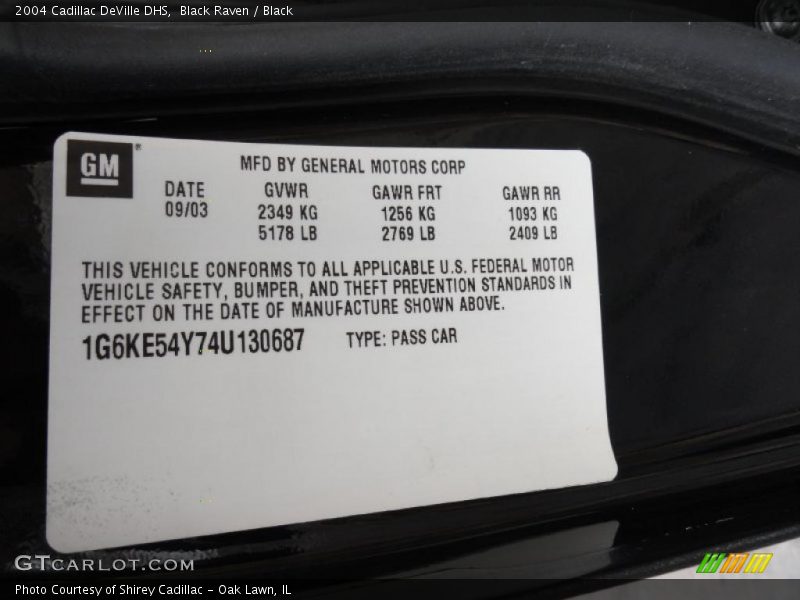 2004 Cadillac DeVille DHS,  Black Raven / Black
GM
MFD BY GENERAL MOTORS CORP
DATE GVWR GAWR FRT GAWR RR
09/03 2349 KG 1256 KG 1093 KG
5178 LB 2769 LB 2409 LB
THIS VEHICLE CONFORMS TO ALL APPLICABLE U.S. FEDERAL MOTOR
VEHICLE SAFETY, BUMPER, AND THEFT PREVENTION STANDARDS IN
EFFECT ON THE DATE OF MANUFACTURE SHOWN ABOVE.
1G6KE54Y74U130687 TYPE: PASS CAR
GTCARLOT.COM
Photo Courtesy of Shirey Cadillac - Oak Lawn, IL